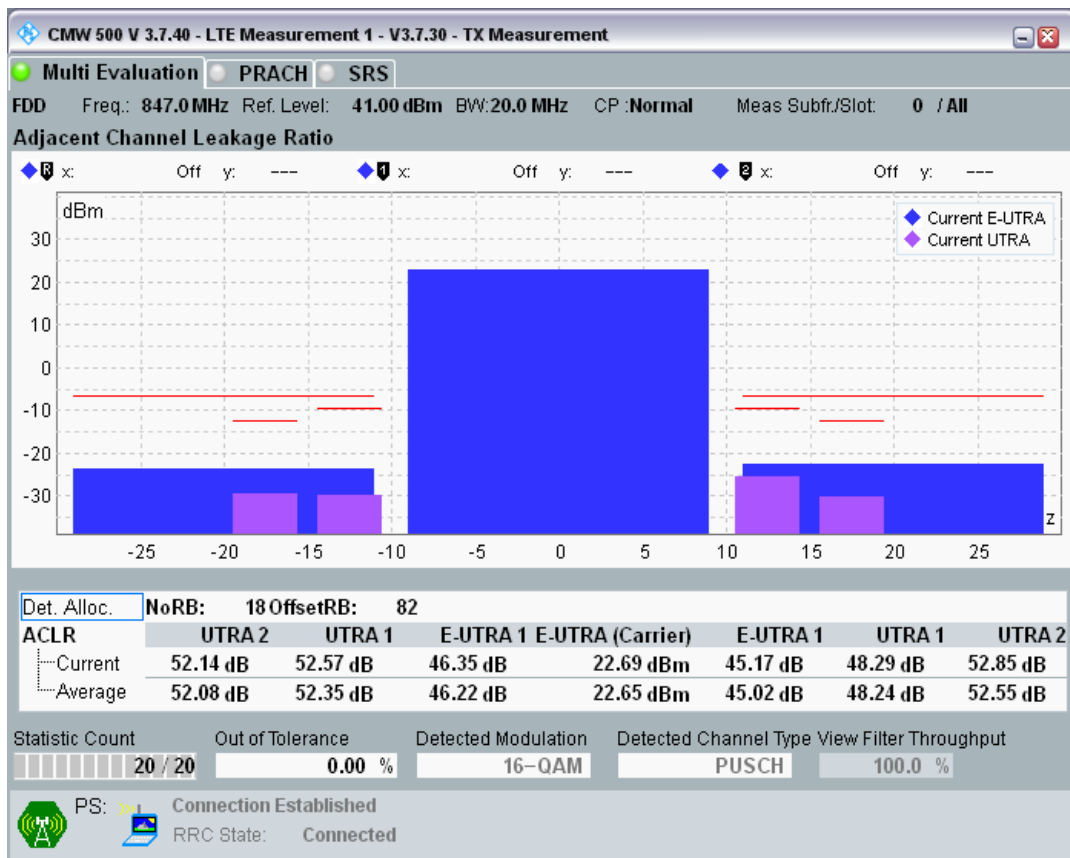 CMW 500 V 3.7.40 - LTE Measurement 1 - V3.7.30 - TX Measurement
Multi Evaluation PRACH SRS
FDD Freq.: 847.0 MHz Ref. Level: 41.00 dBm BW:20.0 MHz CP :Normal Meas Subfr./Slot: 0 / All
Adjacent Channel Leakage Ratio
R x: Off y: --- 1 x: Off y: --- 2 x: Off y: ---
dBm
Current E-UTRA
Current UTRA
30
20
10
0
-10
-20
-30
z
-25 -20 -15 -10 -5 0 5 10 15 20 25
Det. Alloc. NoRB: 18 OffsetRB: 82
ACLR UTRA 2 UTRA 1 E-UTRA 1 E-UTRA (Carrier) E-UTRA 1 UTRA 1 UTRA 2
Current 52.14 dB 52.57 dB 46.35 dB 22.69 dBm 45.17 dB 48.29 dB 52.85 dB
Average 52.08 dB 52.35 dB 46.22 dB 22.65 dBm 45.02 dB 48.24 dB 52.55 dB
Statistic Count Out of Tolerance Detected Modulation Detected Channel Type View Filter Throughput
20 / 20 0.00 % 16-QAM PUSCH 100.0 %
PS: Connection Established
RRC State: Connected